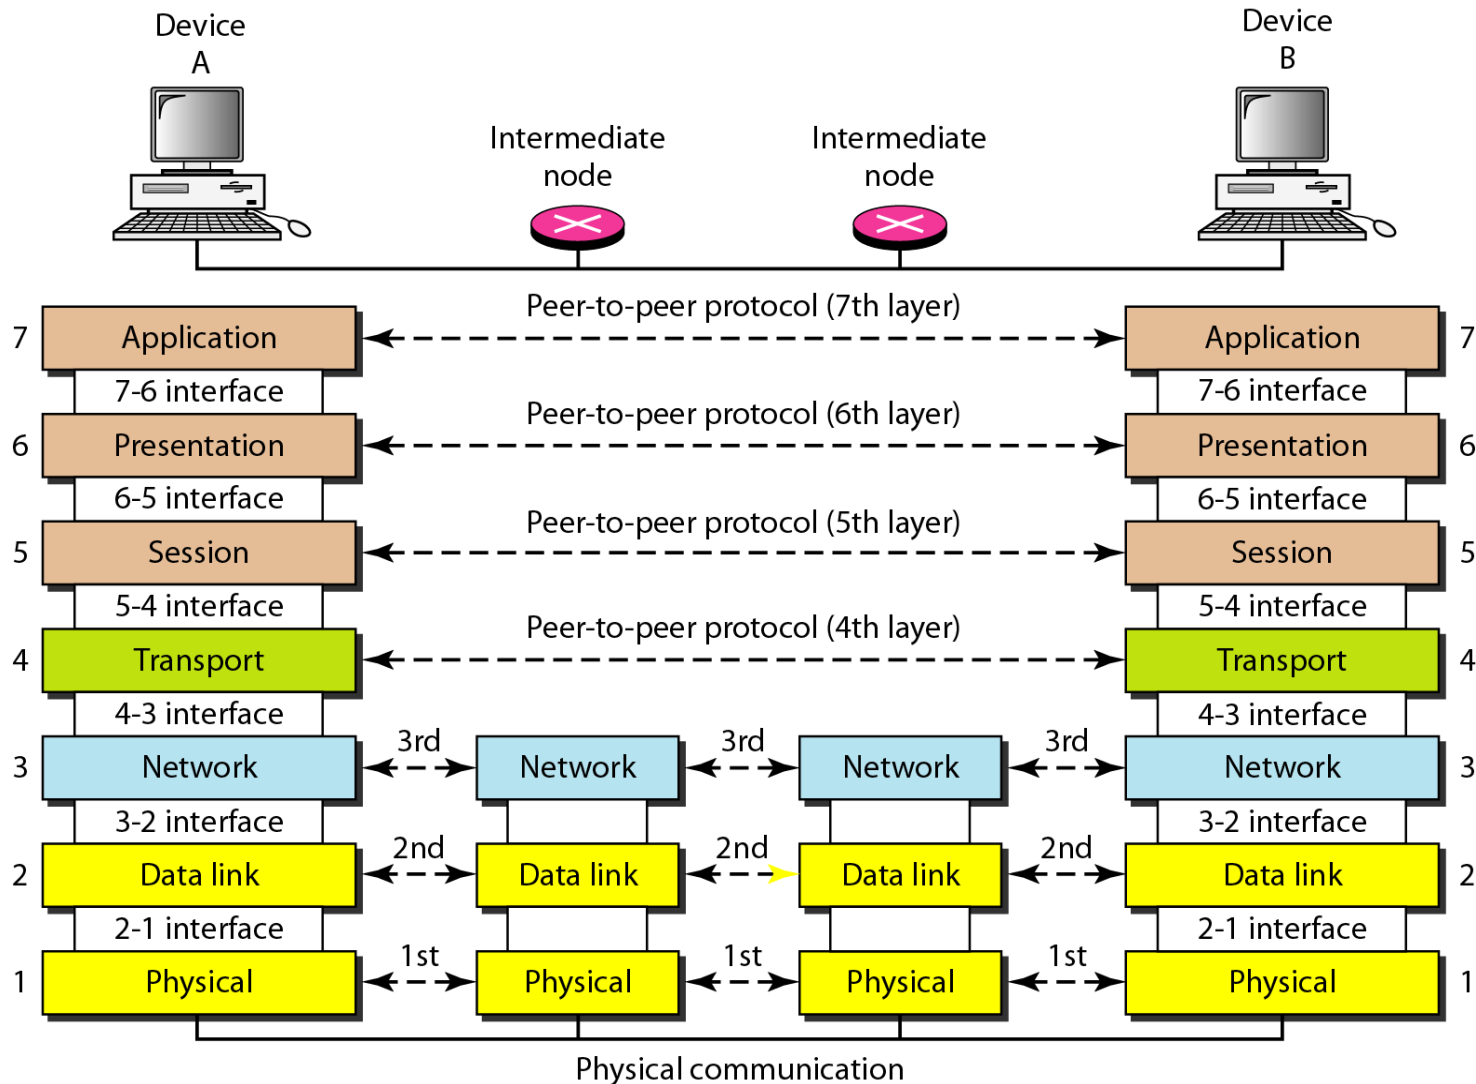 Device
A
Device
B
Intermediate
node
Intermediate
node
Peer-to-peer protocol (7th layer)
7 Application Application 7
7-6 interface 7-6 interface
Peer-to-peer protocol (6th layer)
6 Presentation Presentation 6
6-5 interface 6-5 interface
Peer-to-peer protocol (5th layer)
5 Session Session 5
5-4 interface 5-4 interface
Peer-to-peer protocol (4th layer)
4 Transport Transport 4
4-3 interface 4-3 interface
3rd 3rd 3rd
3 Network Network Network Network 3
3-2 interface 3-2 interface
2nd 2nd 2nd
2 Data link Data link Data link Data link 2
2-1 interface 2-1 interface
1st 1st 1st
1 Physical Physical Physical Physical 1
Physical communication